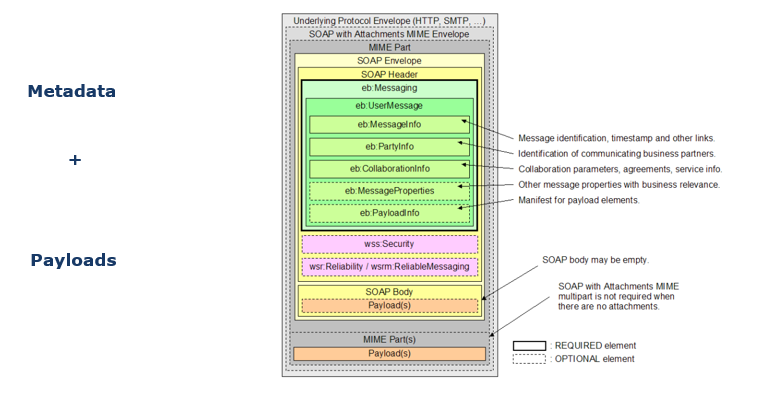 Metadata
+
Payloads
Underlying Protocol Envelope (HTTP, SMTP, ...)
SOAP with Attachments MIME Envelope
MIME Part
SOAP Envelope
SOAP Header
eb:Messaging
eb:UserMessage
eb:MessageInfo
eb:PartyInfo
eb:CollaborationInfo
eb:MessageProperties
eb:PayloadInfo
wss:Security
wsr:Reliability / wsrm:ReliableMessaging
SOAP Body
Payload(s)
MIME Part(s)
Payload(s)
Message identification, timestamp and other links.
Identification of communicating business partners.
Collaboration parameters, agreements, service info.
Other message properties with business relevance.
Manifest for payload elements.
SOAP body may be empty.
SOAP with Attachments MIME
multipart is not required when
there are no attachments.
: REQUIRED element
: OPTIONAL element